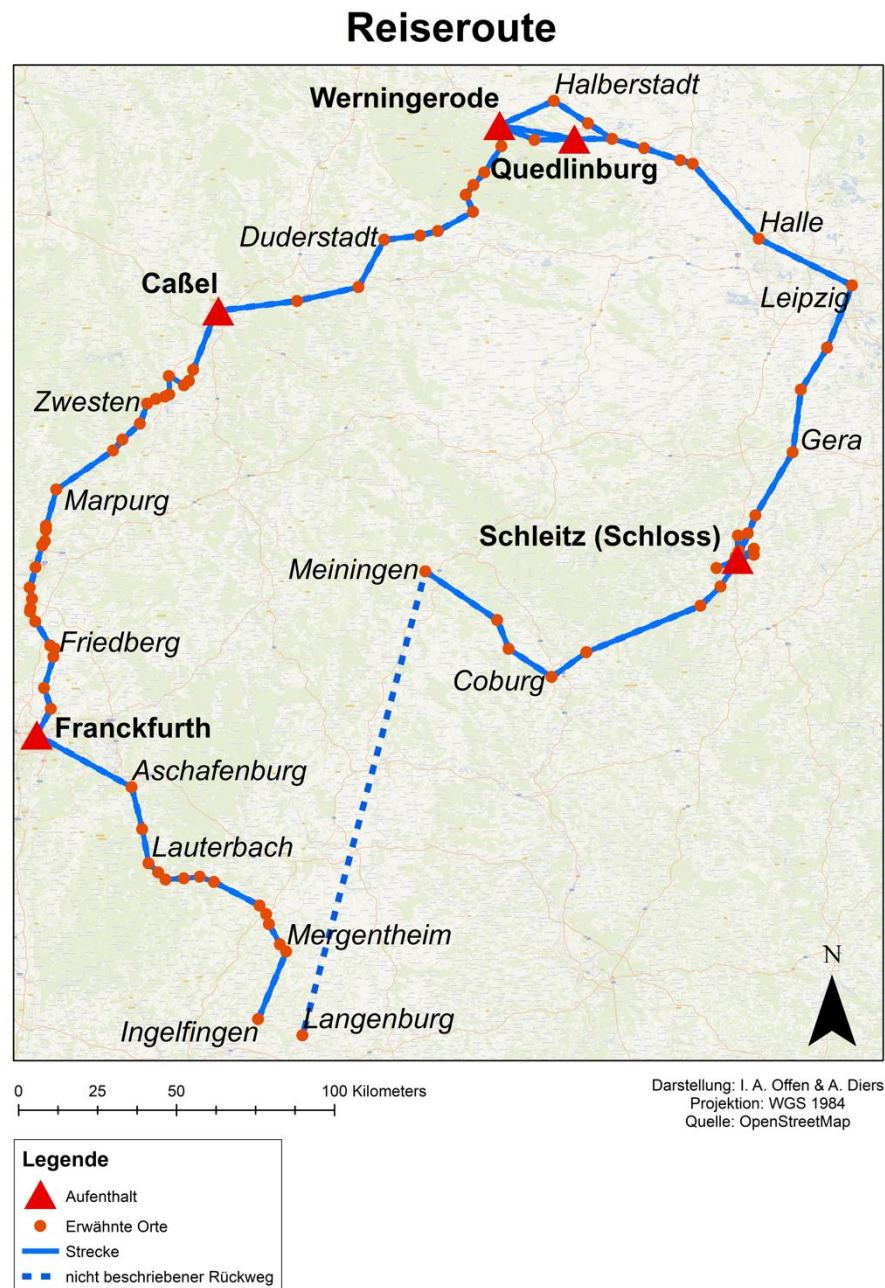 Reiseroute
Halberstadt
Werningerode
Quedlinburg
Halle
Duderstadt
Leipzig
Caßel
Zwesten
Gera
Marpurg
Schleitz (Schloss)
Meiningen
Friedberg
Coburg
Franckfurth
Aschafenburg
Lauterbach
Mergentheim
N
Ingelfingen
Langenburg
0 25 50 100 Kilometers
Darstellung: I. A. Offen & A. Diers
Projektion: WGS 1984
Quelle: OpenStreetMap
Legende
Aufenthalt
Erwähnte Orte
Strecke
nicht beschriebener Rückweg